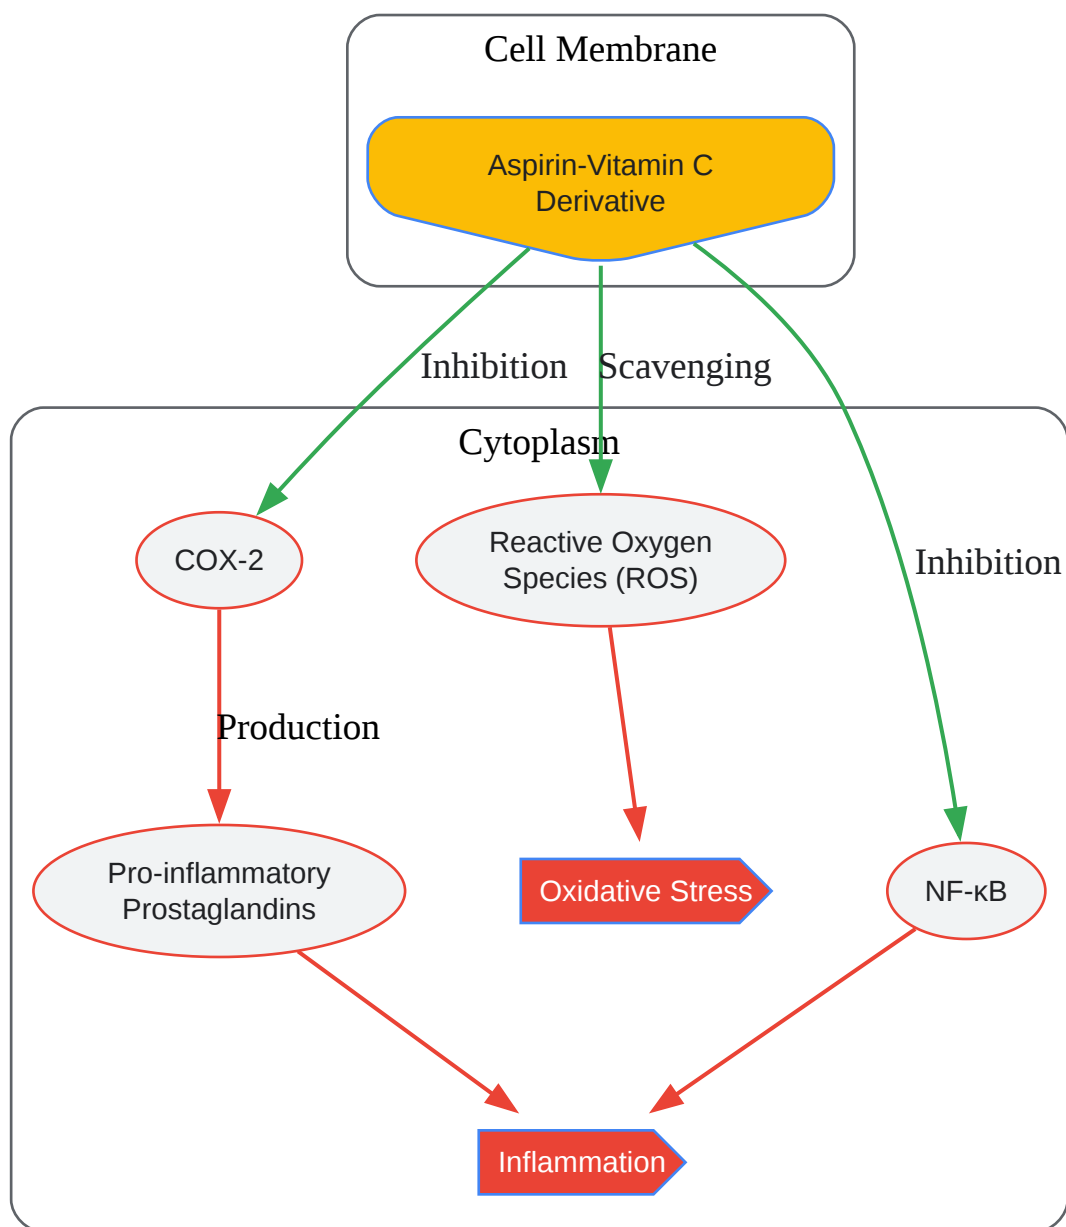 Cell Membrane
Aspirin-Vitamin C
Derivative
Inhibition
Scavenging
Cytoplasm
COX-2
Reactive Oxygen
Species (ROS)
Inhibition
Production
Pro-inflammatory
Prostaglandins
Oxidative Stress
NF-κB
Inflammation